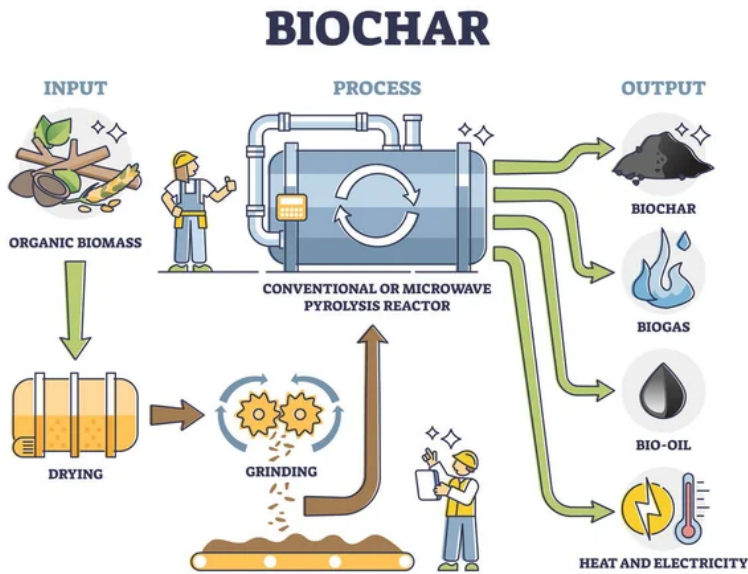 BIOCHAR
INPUT
PROCESS
OUTPUT
ORGANIC BIOMASS
CONVENTIONAL OR MICROWAVE
PYROLYSIS REACTOR
BIOCHAR
BIOGAS
DRYING
GRINDING
BIO-OIL
HEAT AND ELECTRICITY